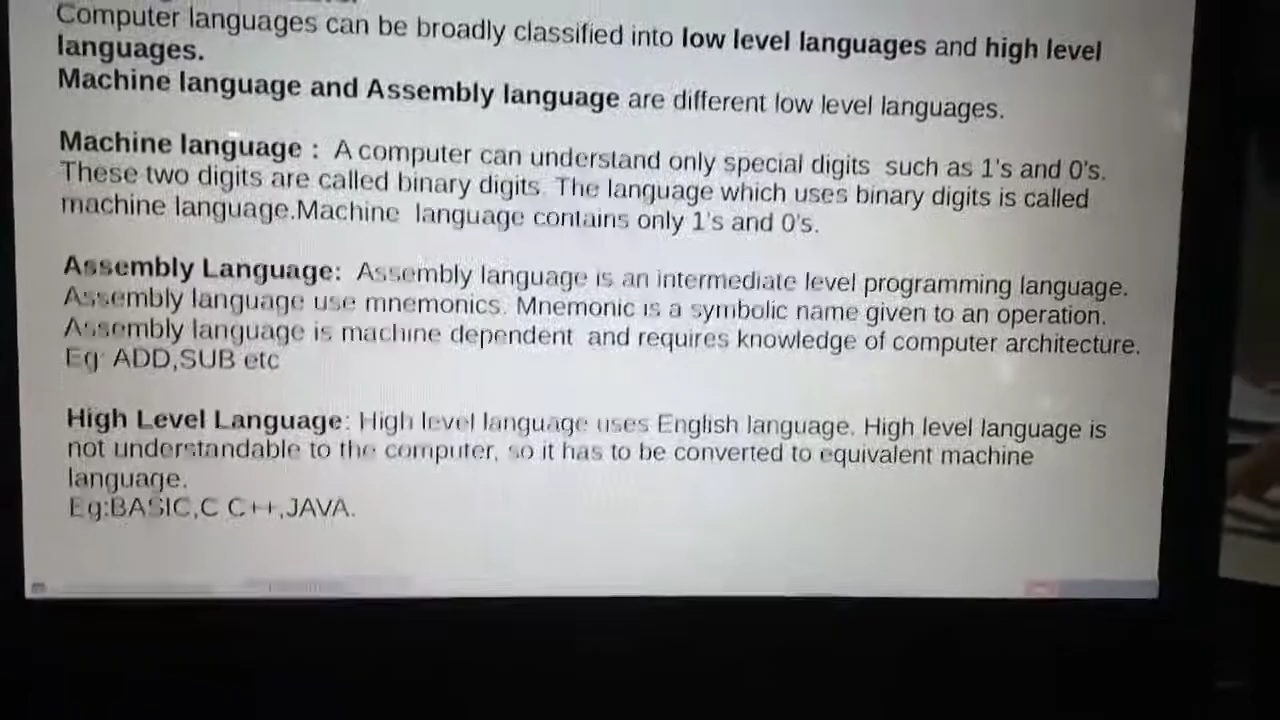 Computer languages can be broadly classified into low level languages and high level
languages.
Machine language and Assembly language are different low level languages.
Machine language : A computer can understand only special digits such as 1's and 0's.
These two digits are called binary digits. The language which uses binary digits is called
machine language.Machine language contains only 1's and 0's.
Assembly Language: Assembly language is an intermediate level programming language.
Assembly language use mnemonics. Mnemonic is a symbolic name given to an operation.
Assembly language is machine dependent and requires knowledge of computer architecture.
Eg: ADD,SUB etc
High Level Language: High level language uses English language. High level language is
not understandable to the computer, so it has to be converted to equivalent machine
language.
Eg:BASIC,C C++,JAVA.